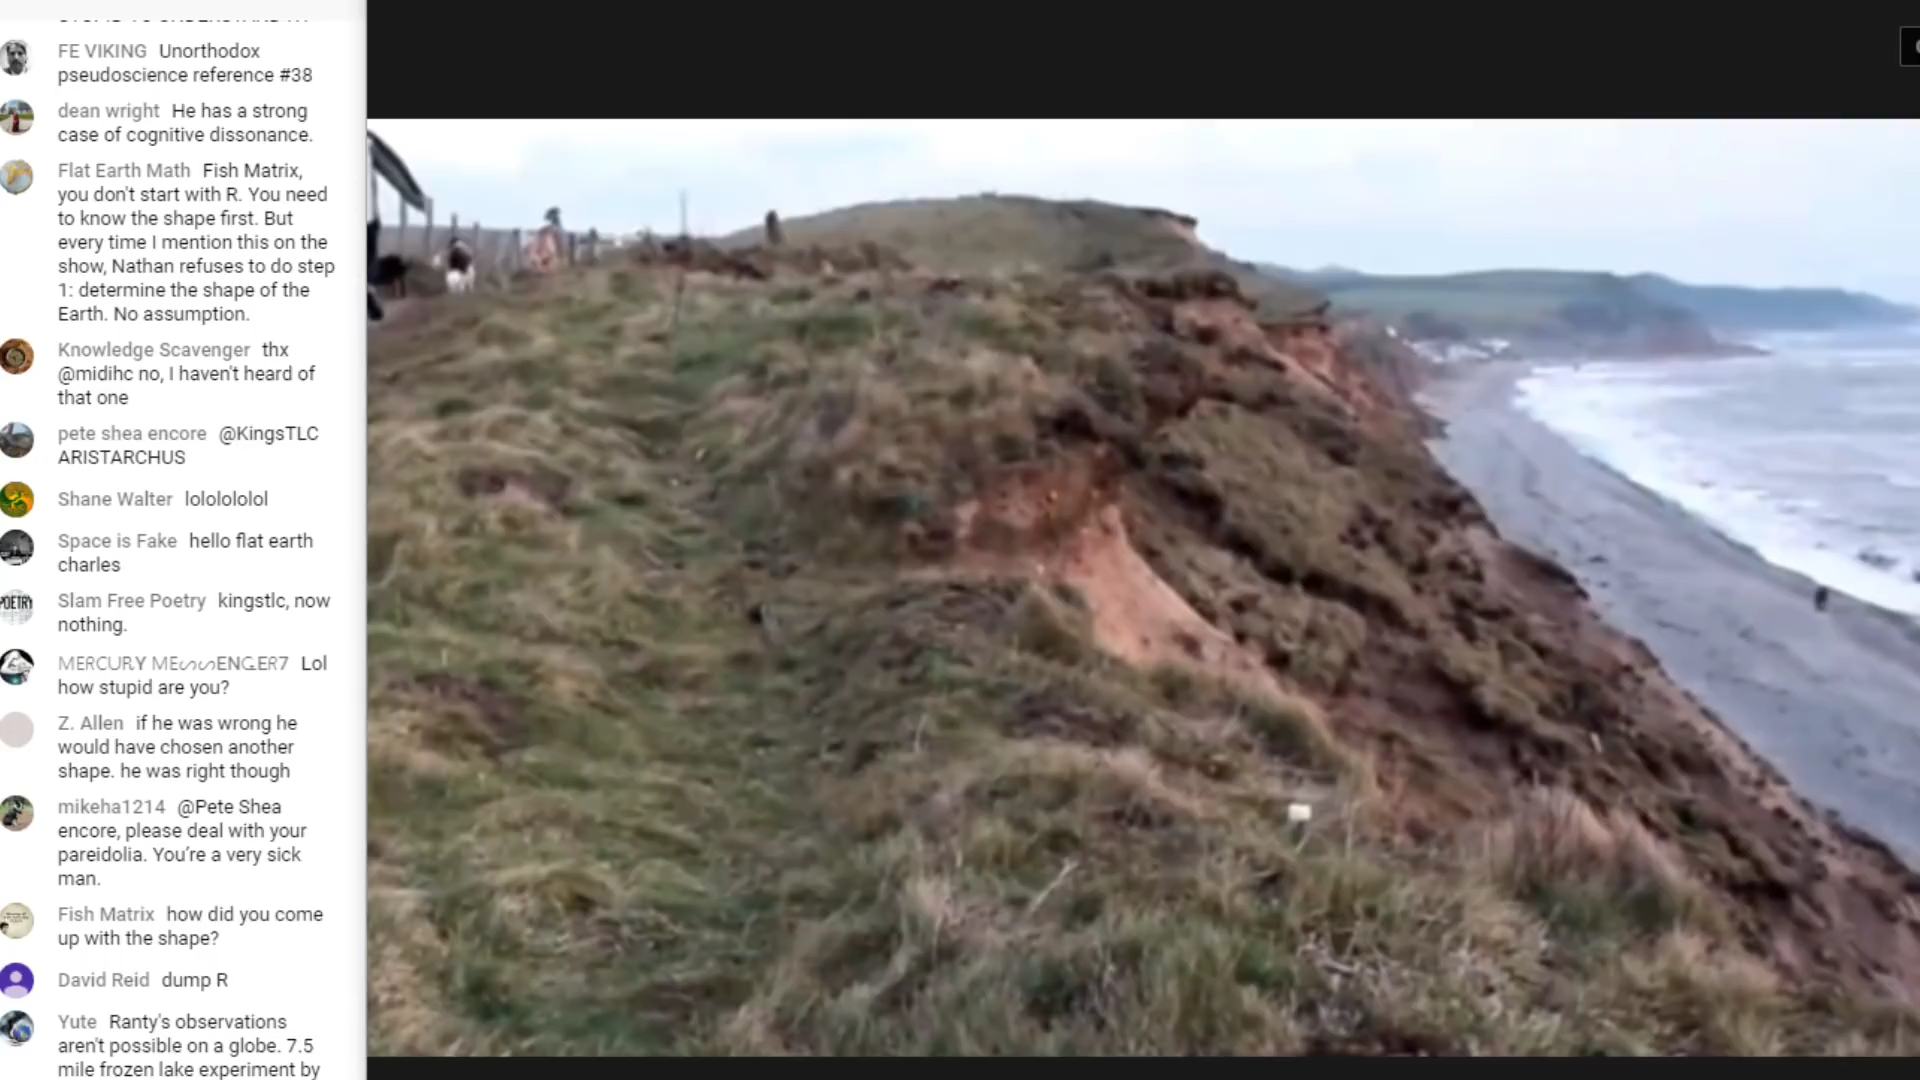 FE VIKING Unorthodox
pseudoscience reference #38
dean wright He has a strong
case of cognitive dissonance.
Flat Earth Math Fish Matrix,
you don't start with R. You need
to know the shape first. But
every time I mention this on the
show, Nathan refuses to do step
1: determine the shape of the
Earth. No assumption.
Knowledge Scavenger thx
@midihc no, I haven't heard of
that one
pete shea encore @KingsTLC
ARISTARCHUS
Shane Walter lololololol
Space is Fake hello flat earth
charles
POETRY
Slam Free Poetry kingstlc, now
nothing.
MERCURY MEᔕᔕENGER7 Lol
how stupid are you?
Z. Allen if he was wrong he
would have chosen another
shape. he was right though
mikeha1214 @Pete Shea
encore, please deal with your
pareidolia. You’re a very sick
man.
Fish Matrix how did you come
up with the shape?
David Reid dump R
Yute Ranty's observations
aren't possible on a globe. 7.5
mile frozen lake experiment by